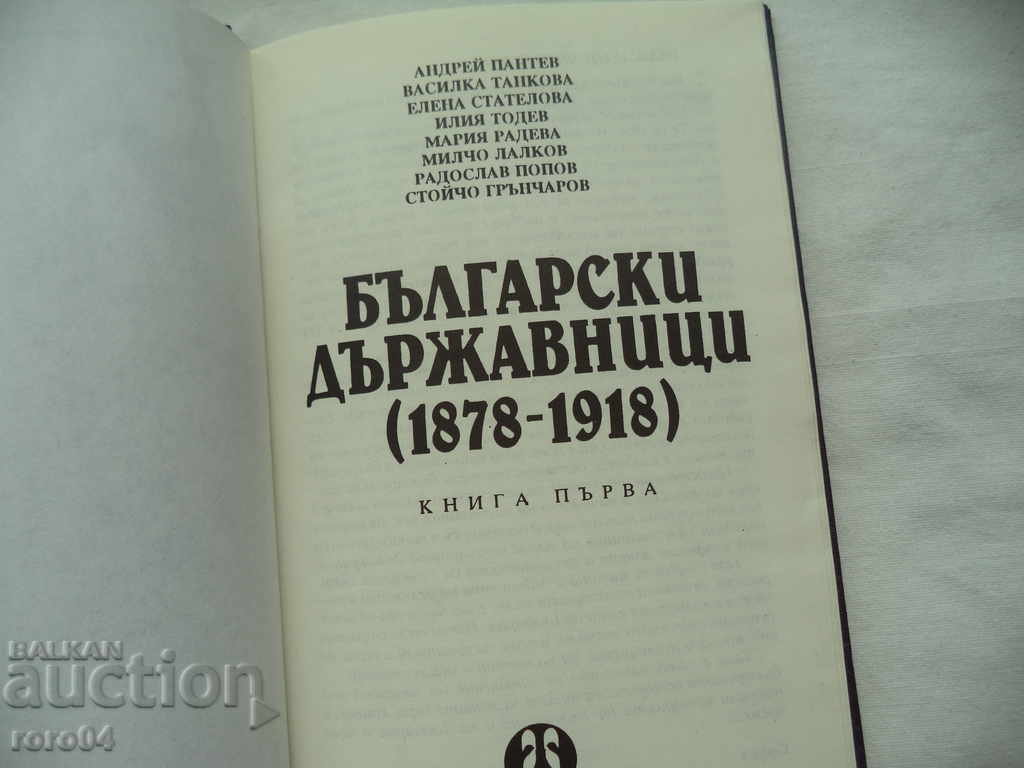 АНДРЕЙ ПАНТЕВ
ВАСИЛКА ТАНКОВА
ЕЛЕНА СТАТЕЛОВА
ИЛИЯ ТОДЕВ
МАРИЯ РАДЕВА
МИЛЧО ЛАЛКОВ
РАДОСЛАВ ПОПОВ
СТОЙЧО ГРЪНЧАРОВ
БЪЛГАРСКИ
ДЪРЖАВНИЦИ
(1878-1918)
КНИГА ПЪРВА
BALKAN
auction
roro04